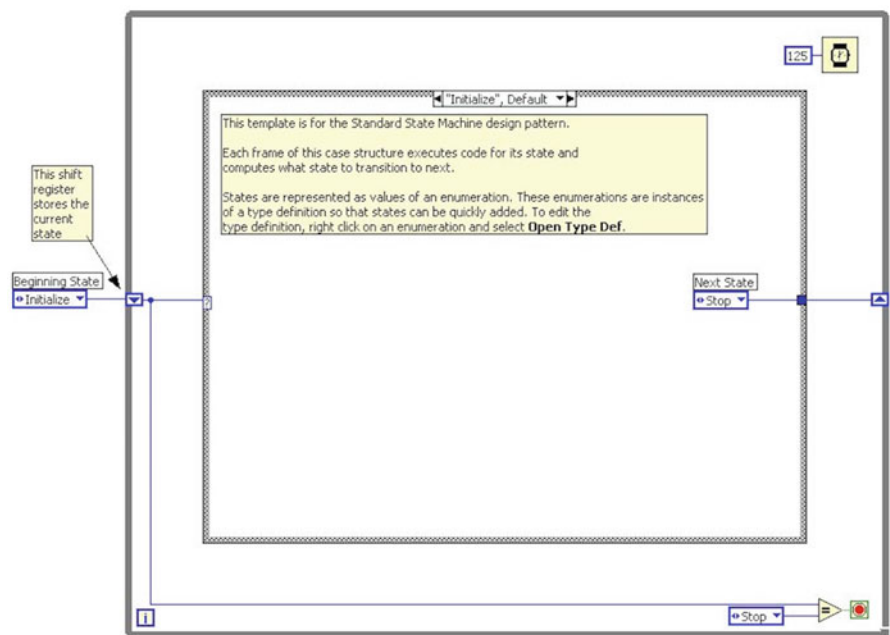 125
"Initialize", Default
This template is for the Standard State Machine design pattern.
Each frame of this case structure executes code for its state and
computes what state to transition to next.
States are represented as values of an enumeration. These enumerations are instances
of a type definition so that states can be quickly added. To edit the
type definition, right click on an enumeration and select Open Type Def.
This shift
register
stores the
current
state
Beginning State
Initialize
?
Next State
Stop
i
Stop
=